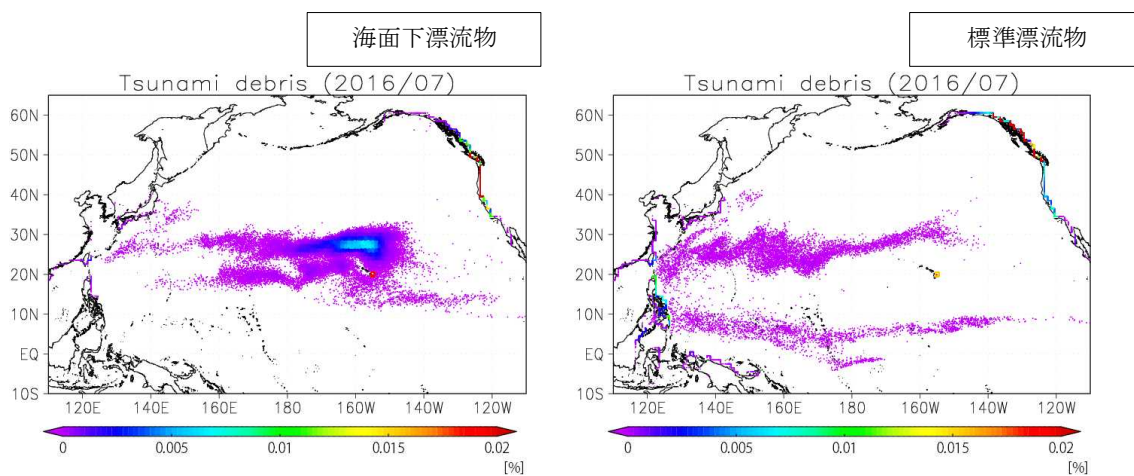 海面下漂流物
Tsunami debris (2016/07)
60N
50N
40N
30N
20N
10N
EQ
10S
120E 140E 160E 180 160W 140W 120W
0 0.005 0.01 0.015 0.02
[%]
標準漂流物
Tsunami debris (2016/07)
60N
50N
40N
30N
20N
10N
EQ
10S
120E 140E 160E 180 160W 140W 120W
0 0.005 0.01 0.015 0.02
[%]